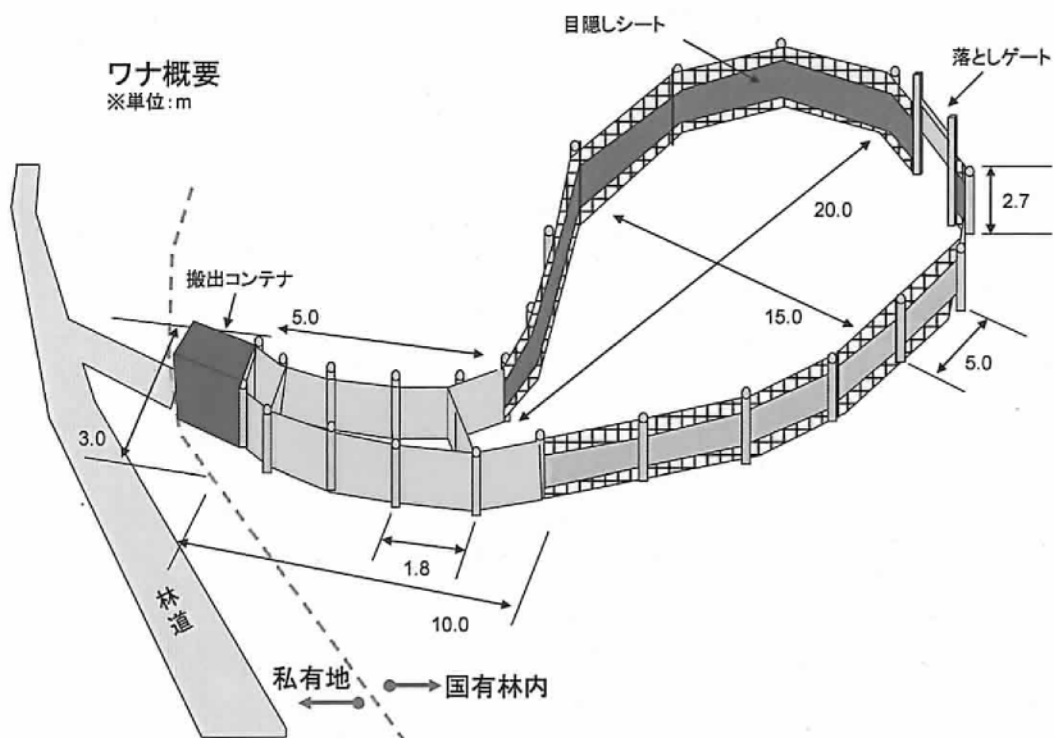 ワナ概要
※単位:m
目隠しシート
落としゲート
2.7
20.0
搬出コンテナ
5.0
15.0
5.0
3.0
1.8
林道
10.0
私有地
国有林内